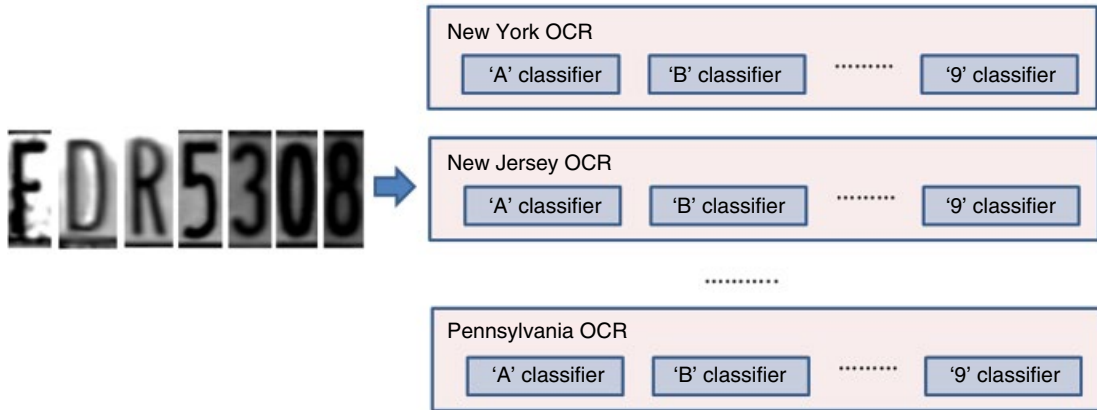 New York OCR
‘A’ classifier ‘B’ classifier ......... ‘9’ classifier
FDR5308
New Jersey OCR
‘A’ classifier ‘B’ classifier ......... ‘9’ classifier
...........
Pennsylvania OCR
‘A’ classifier ‘B’ classifier ......... ‘9’ classifier